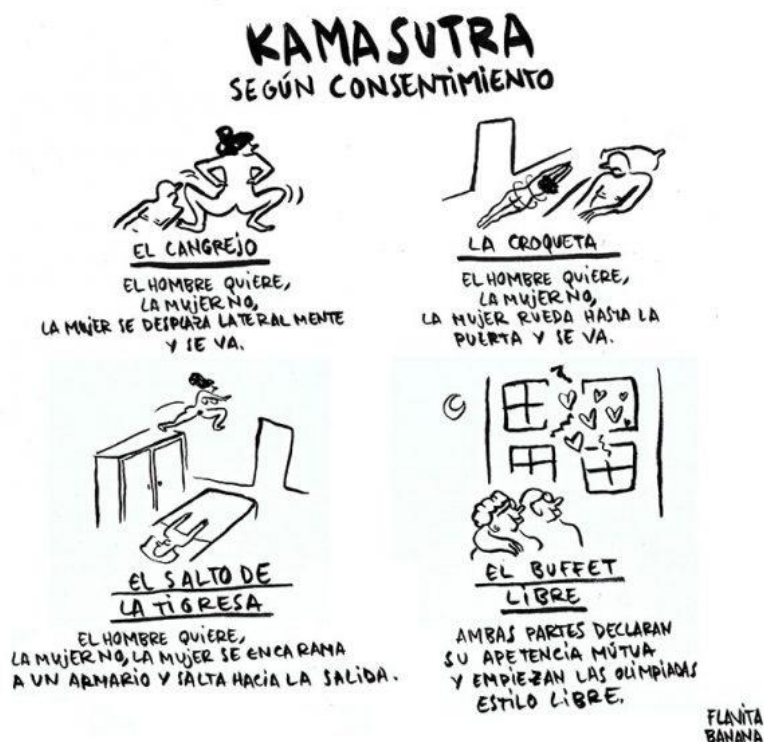 KAMASUTRA
SEGÚN CONSENTIMIENTO
EL CANGREJO
EL HOMBRE QUIERE,
LA MUJER NO,
LA MUJER SE DESPLAZA LATERALMENTE
Y SE VA.
LA CROQUETA
EL HOMBRE QUIERE,
LA MUJER NO,
LA MUJER RUEDA HASTA LA
PUERTA Y SE VA.
EL SALTO DE
LA TIGRESA
EL HOMBRE QUIERE,
LA MUJER NO, LA MUJER SE ENCARAMA
A UN ARMARIO Y SALTA HACIA LA SALIDA.
EL BUFFET
LIBRE
AMBAS PARTES DECLARAN
SU APETENCIA MÚTUA
Y EMPIEZAN LAS OLIMPIADAS
ESTILO LIBRE.
FLAVITA
BANANA